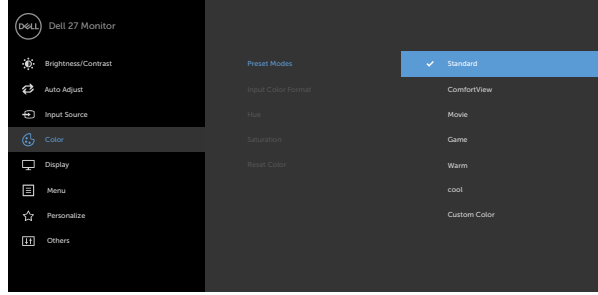 DELL
Dell 27 Monitor
Brightness/Contrast
Auto Adjust
Input Source
Color
Display
Menu
Personalize
Others
Preset Modes
Input Color Format
Hue
Saturation
Reset Color
Standard
ComfortView
Movie
Game
Warm
cool
Custom Color